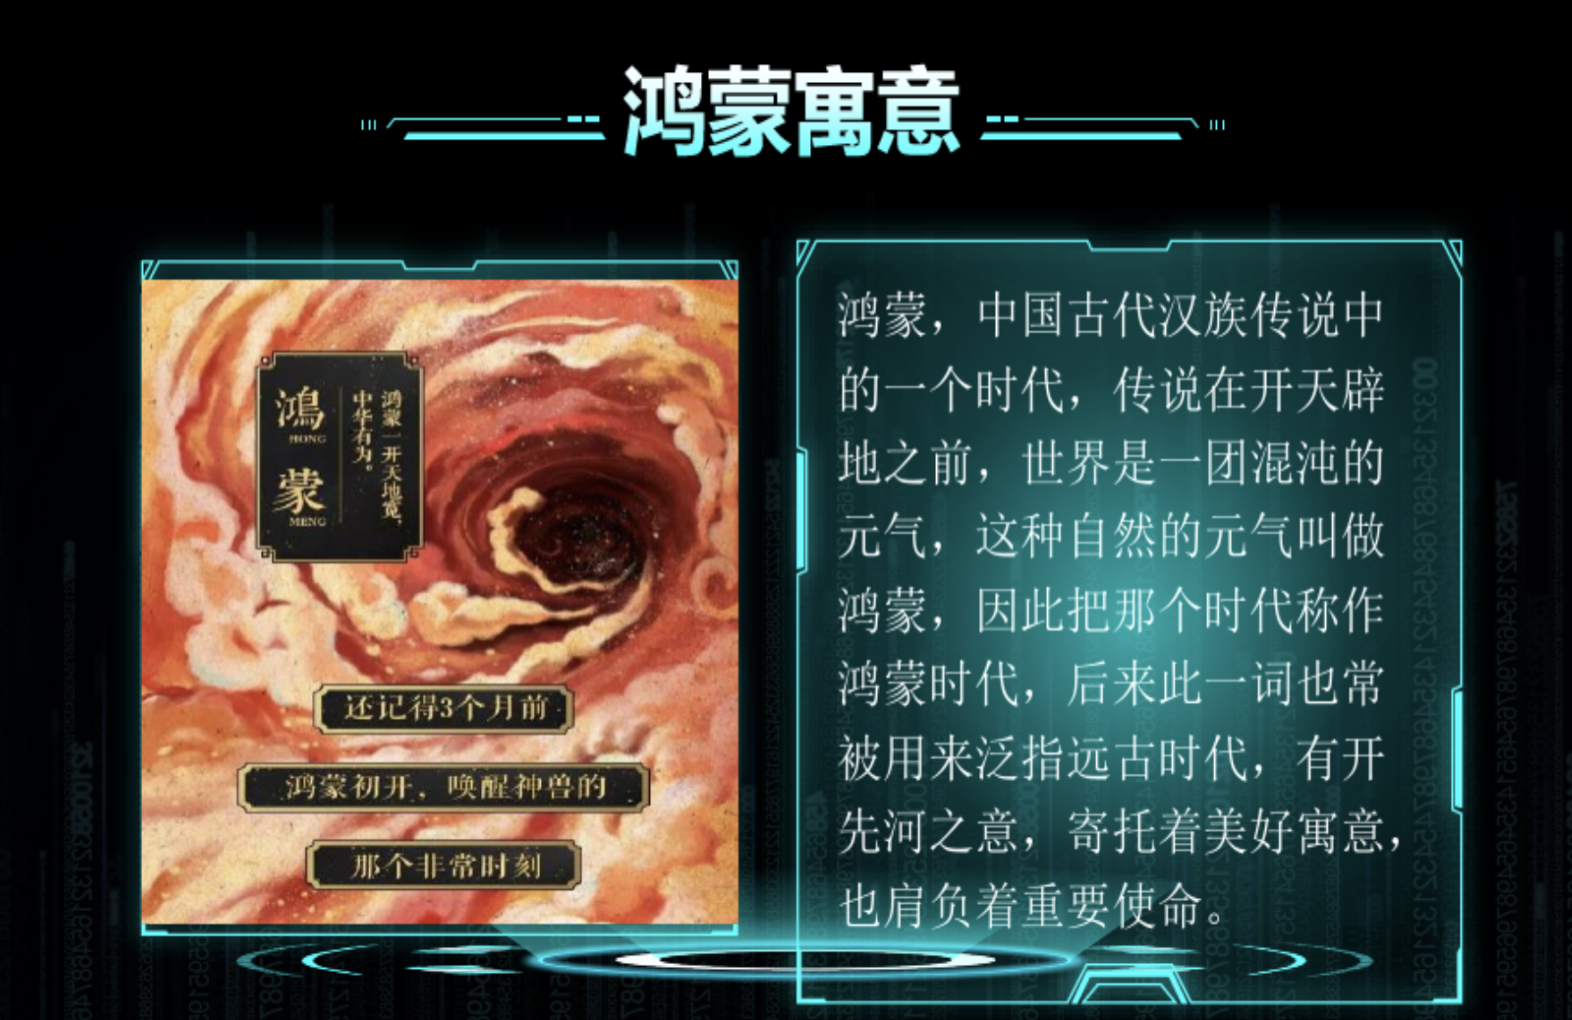 鸿蒙寓意
鴻
HONG
蒙
MENG
鸿蒙一开天地宽，
中华有为。
还记得3个月前
鸿蒙初开，唤醒神兽的
那个非常时刻
鸿蒙，中国古代汉族传说中
的一个时代，传说在开天辟
地之前，世界是一团混沌的
元气，这种自然的元气叫做
鸿蒙，因此把那个时代称作
鸿蒙时代，后来此一词也常
被用来泛指远古时代，有开
先河之意，寄托着美好寓意，
也肩负着重要使命。